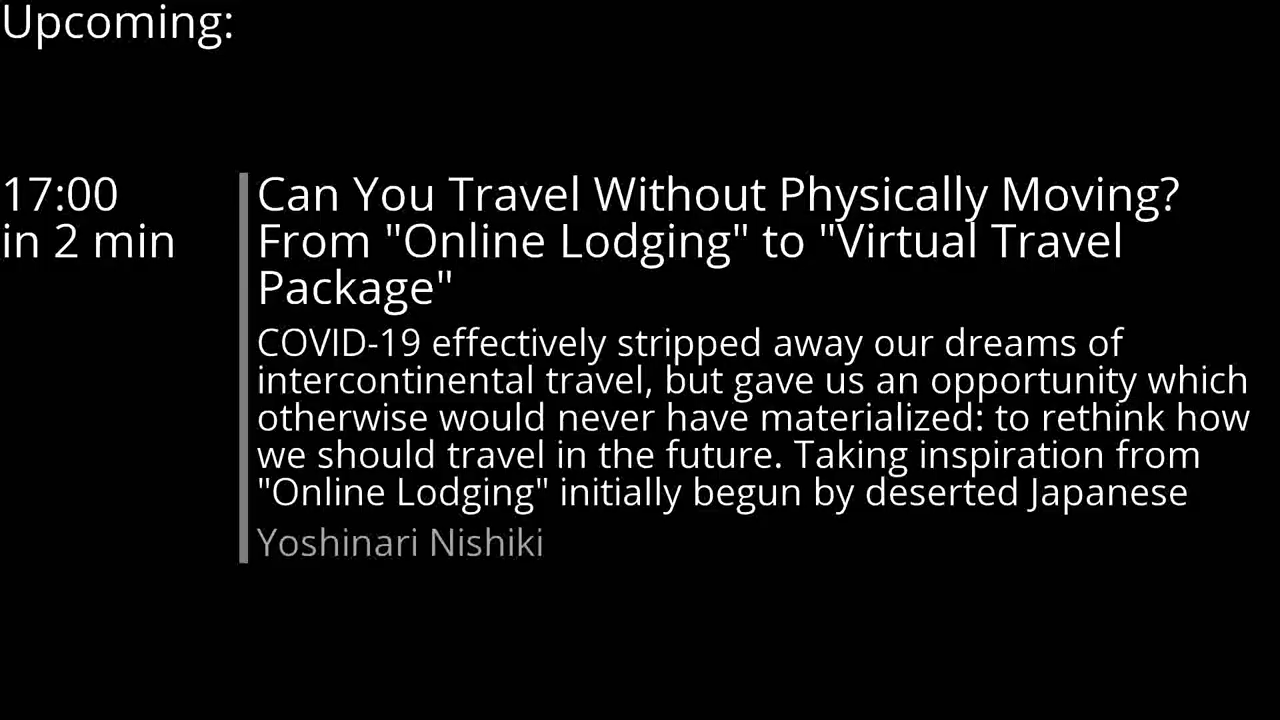 Upcoming:
17:00
in 2 min
Can You Travel Without Physically Moving?
From "Online Lodging" to "Virtual Travel
Package"
COVID-19 effectively stripped away our dreams of
intercontinental travel, but gave us an opportunity which
otherwise would never have materialized: to rethink how
we should travel in the future. Taking inspiration from
"Online Lodging" initially begun by deserted Japanese
Yoshinari Nishiki